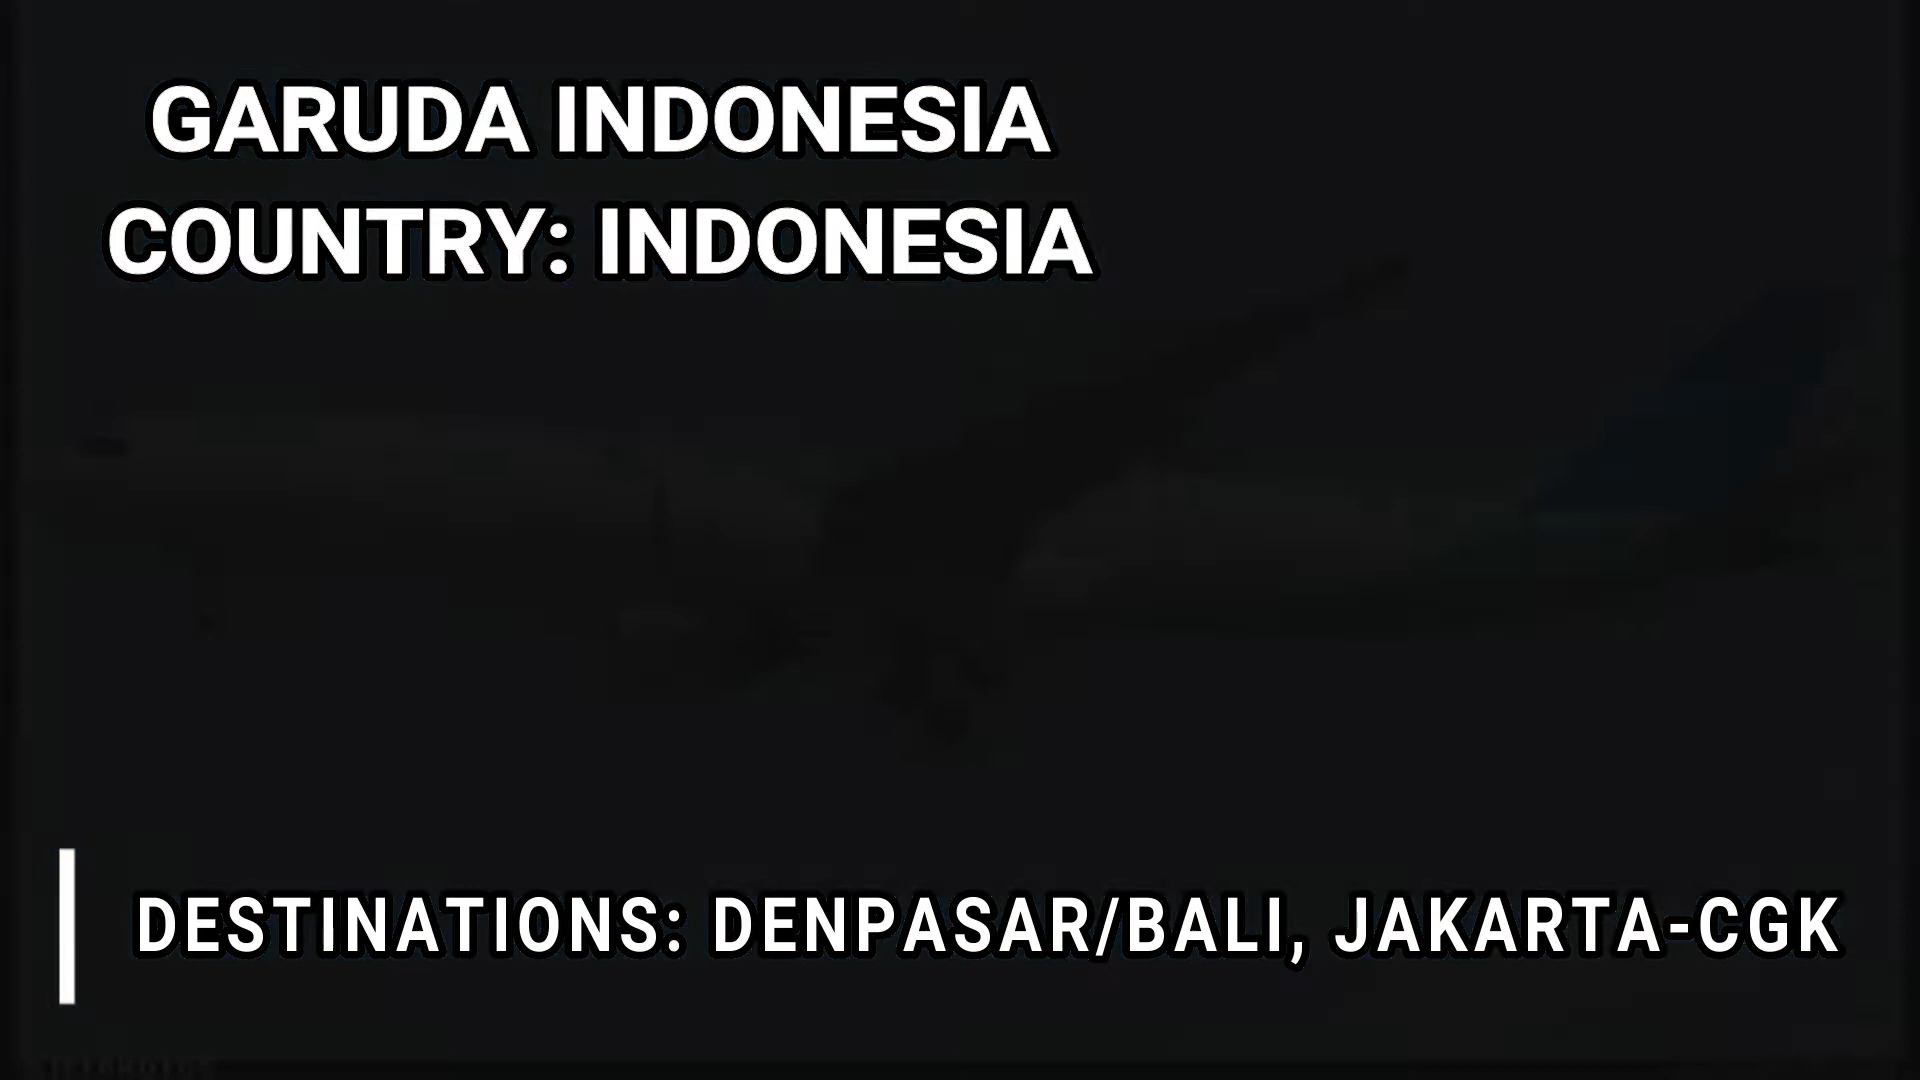 GARUDA INDONESIA
COUNTRY: INDONESIA
DESTINATIONS: DENPASAR/BALI, JAKARTA-CGK